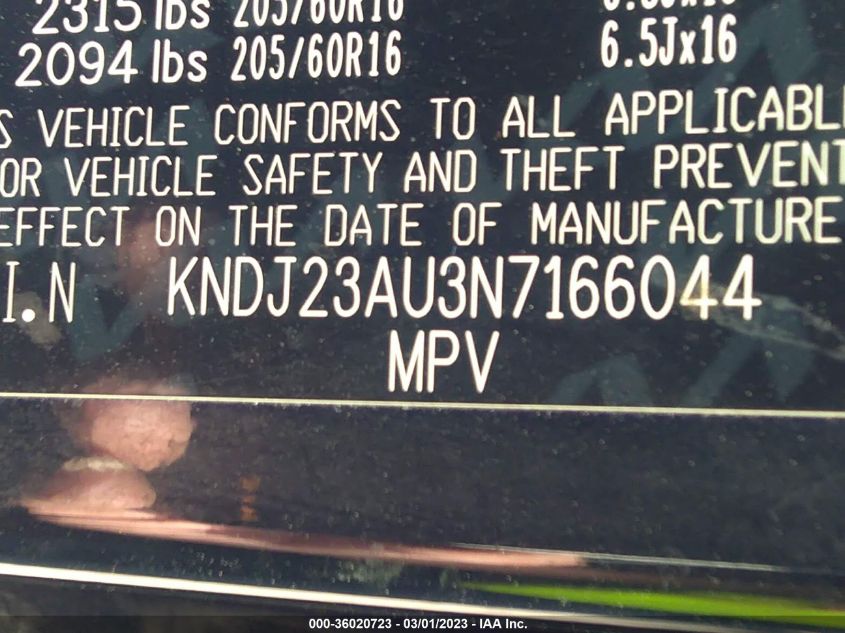 2315 lbs 205/60R16
2094 lbs 205/60R16 6.5Jx16
S VEHICLE CONFORMS TO ALL APPLICABLE
OR VEHICLE SAFETY AND THEFT PREVENT
EFFECT ON THE DATE OF MANUFACTURE
I.N KNDJ23AU3N7166044
MPV
000-36020723 - 03/01/2023 - IAA Inc.